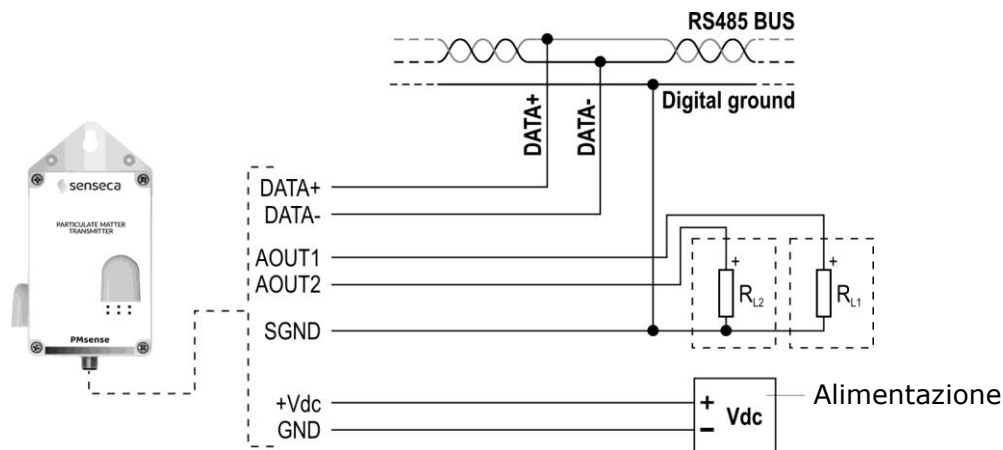 RS485 BUS
Digital ground
DATA+
DATA-
senseca
PARTICULATE MATTER
TRANSMITTER
PMsense
DATA+
DATA-
AOUT1
AOUT2
SGND
+Vdc
GND
+
RL2
+
RL1
+
Vdc
-
Alimentazione